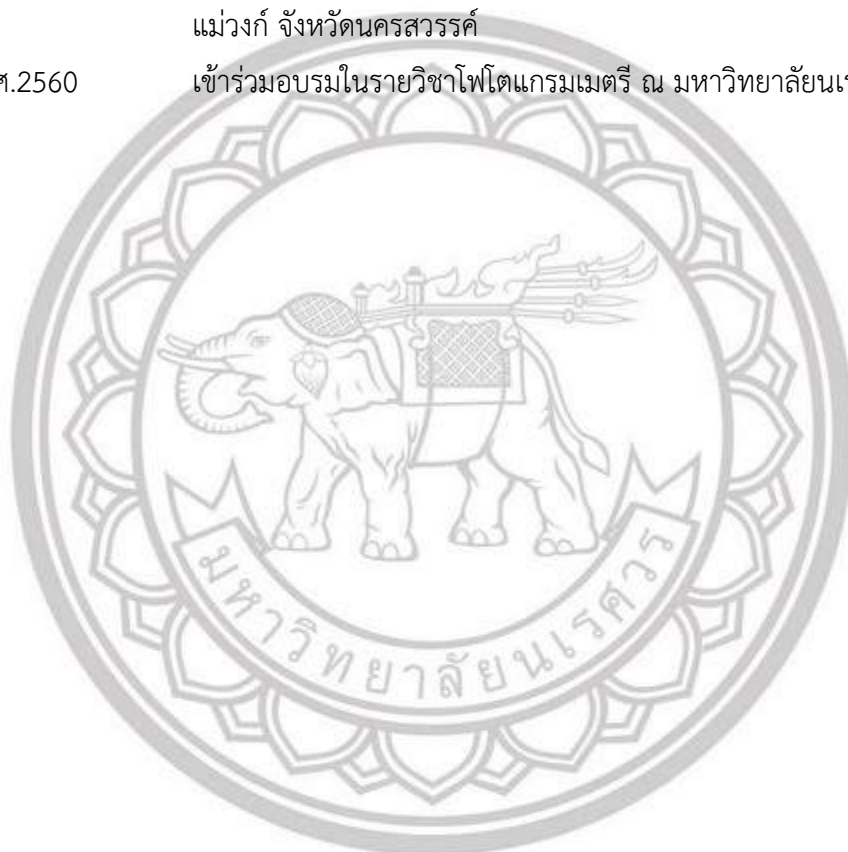 แม่วงก์ จังหวัดนครสวรรค์
ศ.2560 เข้าร่วมอบรมในรายวิชาโฟโตแกรมเมตรี ณ มหาวิทยาลัยนเร
มหาวิทยาลัยนเรศวร